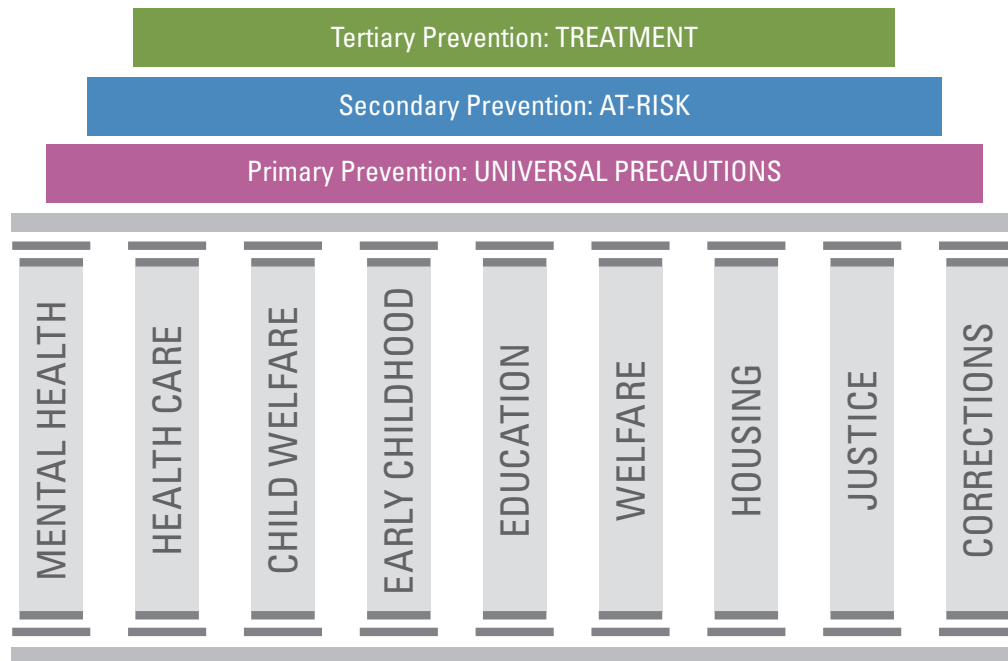 Tertiary Prevention: TREATMENT
Secondary Prevention: AT-RISK
Primary Prevention: UNIVERSAL PRECAUTIONS
MENTAL HEALTH
HEALTH CARE
CHILD WELFARE
EARLY CHILDHOOD
EDUCATION
WELFARE
HOUSING
JUSTICE
CORRECTIONS